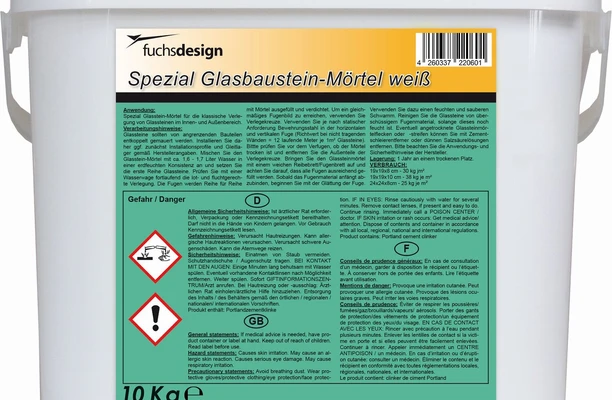 fuchsdesign
4 260337 220601
Spezial Glasbaustein-Mörtel weiß
Anwendung:
Spezial Glasstein-Mörtel für die klassische Verlegung von Glassteinen im Innen- und Außenbereich.
Verarbeitungshinweise:
Glassteine sollten von angrenzenden Bauteilen
entkoppelt gemauert werden. Installieren Sie daher ggf. zunächst Installationsprofile und Gleitfolie gemäß Herstellerangaben. Mischen Sie den
Glasstein-Mörtel mit ca. 1,6 - 1,7 Liter Wasser in
einer erdfeuchten Konsistenz an und setzen Sie
die erste Reihe Glassteine. Prüfen Sie mit einer
Wasserwaage fortlaufend die lot- und fluchtgerechte Verlegung. Die Fugen werden Reihe für Reihe
mit Mörtel ausgefüllt und verdichtet. Um ein gleichmäßiges Fugenbild zu erreichen, verwenden Sie
Verlegekreuze. Verwenden Sie je nach statischer
Anforderung Bewehrungsstahl in der horizontalen
und vertikalen Fuge (Richtwert bei nicht tragenden
Wänden = 12 laufende Meter je 1m² Glassteine).
Bitte prüfen Sie vor dem Verfugen, ob der Mörtel
trocken ist und entfernen Sie die Außenteile der
Verlegekreuze. Bringen Sie den Glassteinmörtel
mit einem weichen Reibebrett/Fugbrett auf und
achten Sie darauf, dass alle Fugen ausreichend gefüllt werden. Sobald das Fugenmaterial anfängt abzubinden, beginnen Sie mit der Glättung der Fuge.
Verwenden Sie dazu einen feuchten und sauberen
Schwamm. Reinigen Sie die Glassteine von überschüssigem Fugenmaterial, solange dieses noch
feucht ist. Eventuell angetrocknete Glasstein-Mörtelflecken oder -streifen können Sie mit Zementschleierentferner oder dünnen Salzsäurelösungen
entfernen. Bitte beachten Sie die Anwendungs- und
Sicherheitshinweise der Hersteller.
Lagerung: 1 Jahr an einem trockenen Platz.
VERBRAUCH:
19x19x8 cm - 30 kg je m²
19x19x10 cm - 38 kg je m²
24x24x8cm - 25 kg je m²
Gefahr / Danger
D
Allgemeine Sicherheitshinweise: Ist ärztlicher Rat erforderlich, Verpackung oder Kennzeichnungsetikett bereithalten.
Darf nicht in die Hände von Kindern gelangen. Vor Gebrauch
Kennzeichnungsetikett lesen.
Gefahrenhinweise: Verursacht Hautreizungen. Kann allergische Hautreaktionen verursachen. Verursacht schwere Augenschäden. Kann die Atemwege reizen.
Sicherheitshinweise: Einatmen von Staub vermeiden.
Schutzhandschuhe / Augenschutz tragen. BEI KONTAKT
MIT DEN AUGEN: Einige Minuten lang behutsam mit Wasser
spülen. Eventuell vorhandene Kontaktlinsen nach Möglichkeit
entfernen. Weiter spülen. Sofort GIFTINFORMATIONSZENTRUM/Arzt anrufen. Bei Hautreizung oder -ausschlag: Ärztlichen Rat einholen/ärztliche Hilfe hinzuziehen. Entsorgung
des Inhalts / des Behälters gemäß den örtlichen / regionalen /
nationalen/ internationalen Vorschriften.
Produkt enthält: Portlandzementklinker
GB
General statements: If medical advice is needed, have product container or label at hand. Keep out of reach of children.
Read label before use.
Hazard statements: Causes skin irritation. May cause an allergic skin reaction. Causes serious eye damage. May cause
respiratory irritation.
Precautionary statements: Avoid breathing dust. Wear protective gloves/protective clothing/eye protection/face protection. IF IN EYES: Rinse cautiously with water for several
minutes. Remove contact lenses, if present and easy to do.
Continue rinsing. Immediately call a POISON CENTER /
doctor. IF SKIN irritation or rash occurs: Get medical advice/
attention. Dispose of contents and container in accordance
with all local, regional, national and international regulations.
Product contains: Portland cement clinker
F
Conseils de prudence généraux: En cas de consultation
d'un médecin, garder à disposition le récipient ou l'étiquette. À conserver hors de portée des enfants. Lire l'étiquette
avant utilisation.
Mentions de danger: Provoque une irritation cutanée. Peut
provoquer une allergie cutanée. Provoque des lésions oculaires graves. Peut irriter les voies respiratoires.
Conseils de prudence: Éviter de respirer les poussières/
fumées/gaz/brouillards/vapeurs/ aérosols. Porter des gants
de protection/des vêtements de protection/un équipement
de protection des yeux/du visage. EN CAS DE CONTACT
AVEC LES YEUX: Rincer avec précaution à l'eau pendant
plusieurs minutes. Enlever les lentilles de contact si la victime en porte et si elles peuvent être facilement enlevées.
Continuer à rincer. Appeler immédiatement un CENTRE
ANTIPOISON / un médecin. En cas d'irritation ou d'éruption cutanée: consulter un médecin. Éliminer le contenu et le
récipient en conformité avec toutes réglementations locales,
régionales, nationales, et internationales.
Le produit contient: clinker de ciment Portland
10 Kg e